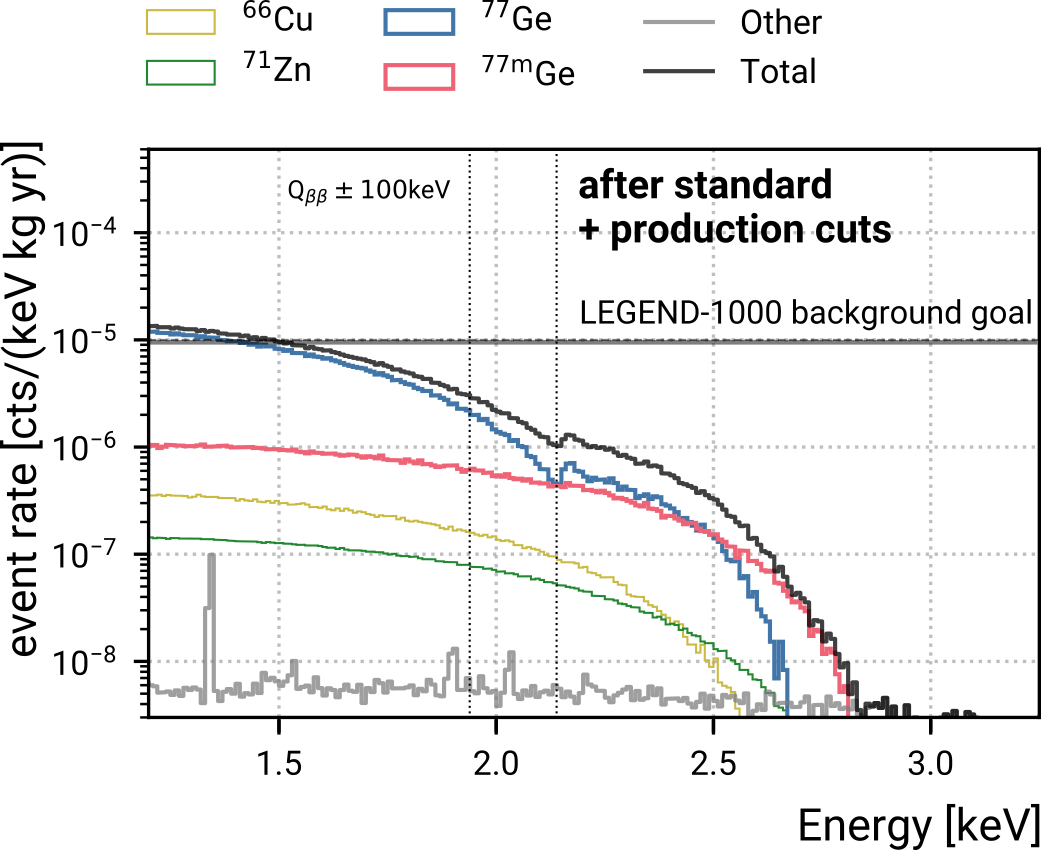 ⁶⁶Cu
⁷¹Zn
⁷⁷Ge
⁷⁷ᵐGe
Other
Total
event rate [cts/(keV kg yr)]
10⁻⁴
10⁻⁵
10⁻⁶
10⁻⁷
10⁻⁸
Qᵦᵦ ± 100keV
after standard
+ production cuts
LEGEND-1000 background goal
1.5
2.0
2.5
3.0
Energy [keV]